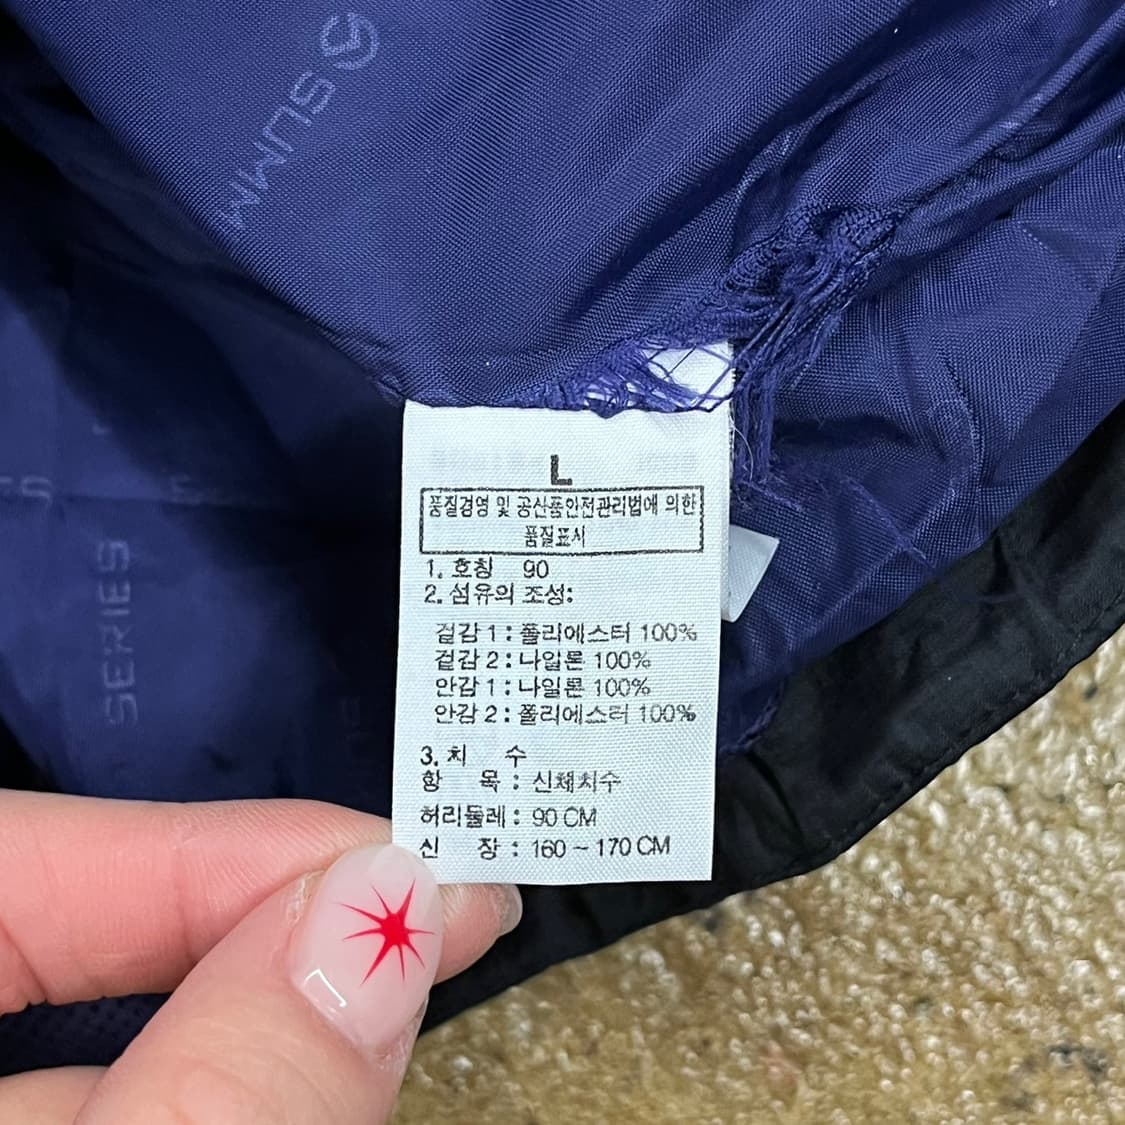 SUMM
SERIES
L
품질경영 및 공산품안전관리법에 의한
품질표시
1. 호칭 90
2. 섬유의 조성:
겉감 1 : 폴리에스터 100%
겉감 2 : 나일론 100%
안감 1 : 나일론 100%
안감 2 : 폴리에스터 100%
3. 치 수
항 목 : 신체치수
허리둘레 : 90 CM
신 장 : 160 ~ 170 CM